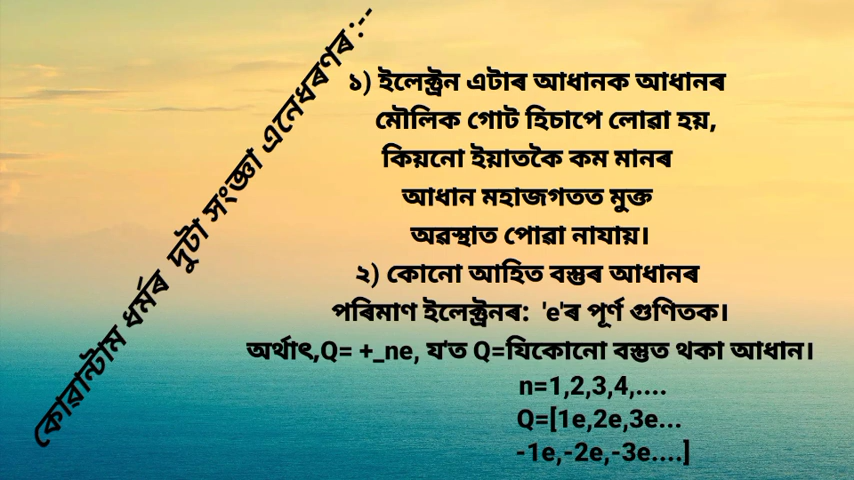 কোৱান্টাম ধৰ্মৰ দুটা সংজ্ঞা এনেধৰণৰ:--
১) ইলেক্ট্ৰন এটাৰ আধানক আধানৰ
মৌলিক গোট হিচাপে লোৱা হয়,
কিয়নো ইয়াতকৈ কম মানৰ
আধান মহাজগতত মুক্ত
অৱস্থাত পোৱা নাযায়।
২) কোনো আহিত বস্তুৰ আধানৰ
পৰিমাণ ইলেক্ট্ৰনৰ: 'e'ৰ পূৰ্ণ গুণিতক।
অৰ্থাৎ,Q= +_ne, য'ত Q=যিকোনো বস্তুত থকা আধান।
n=1,2,3,4,....
Q=[1e,2e,3e...
-1e,-2e,-3e....]